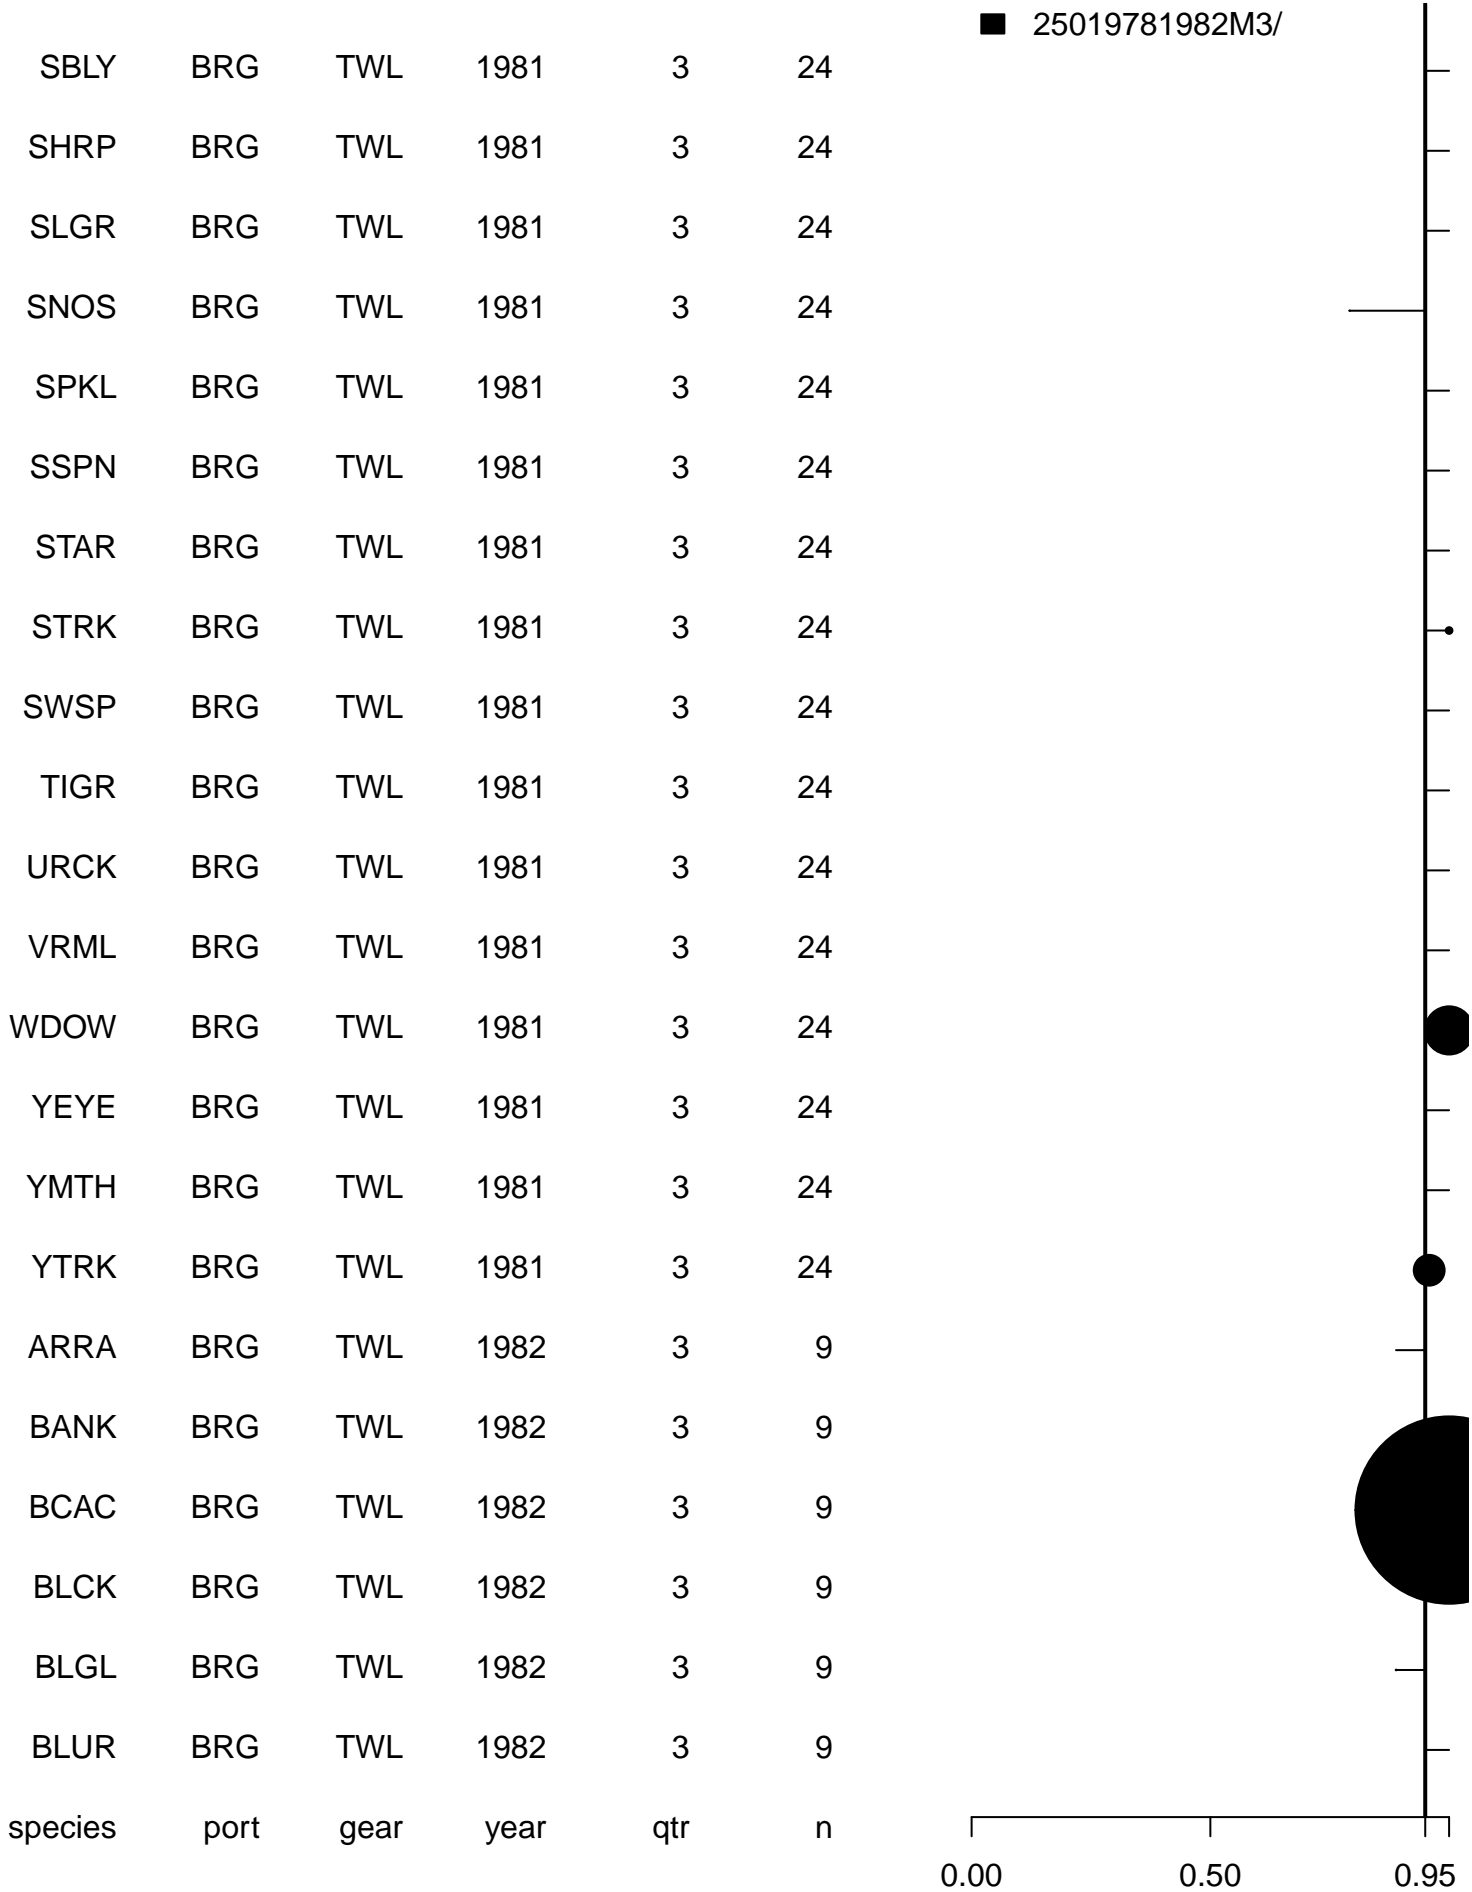 25019781982M3/
SBLY BRG TWL 1981 3 24
SHRP BRG TWL 1981 3 24
SLGR BRG TWL 1981 3 24
SNOS BRG TWL 1981 3 24
SPKL BRG TWL 1981 3 24
SSPN BRG TWL 1981 3 24
STAR BRG TWL 1981 3 24
STRK BRG TWL 1981 3 24
SWSP BRG TWL 1981 3 24
TIGR BRG TWL 1981 3 24
URCK BRG TWL 1981 3 24
VRML BRG TWL 1981 3 24
WDOW BRG TWL 1981 3 24
YEYE BRG TWL 1981 3 24
YMTH BRG TWL 1981 3 24
YTRK BRG TWL 1981 3 24
ARRA BRG TWL 1982 3 9
BANK BRG TWL 1982 3 9
BCAC BRG TWL 1982 3 9
BLCK BRG TWL 1982 3 9
BLGL BRG TWL 1982 3 9
BLUR BRG TWL 1982 3 9
species port gear year qtr n
0.00 0.50 0.95